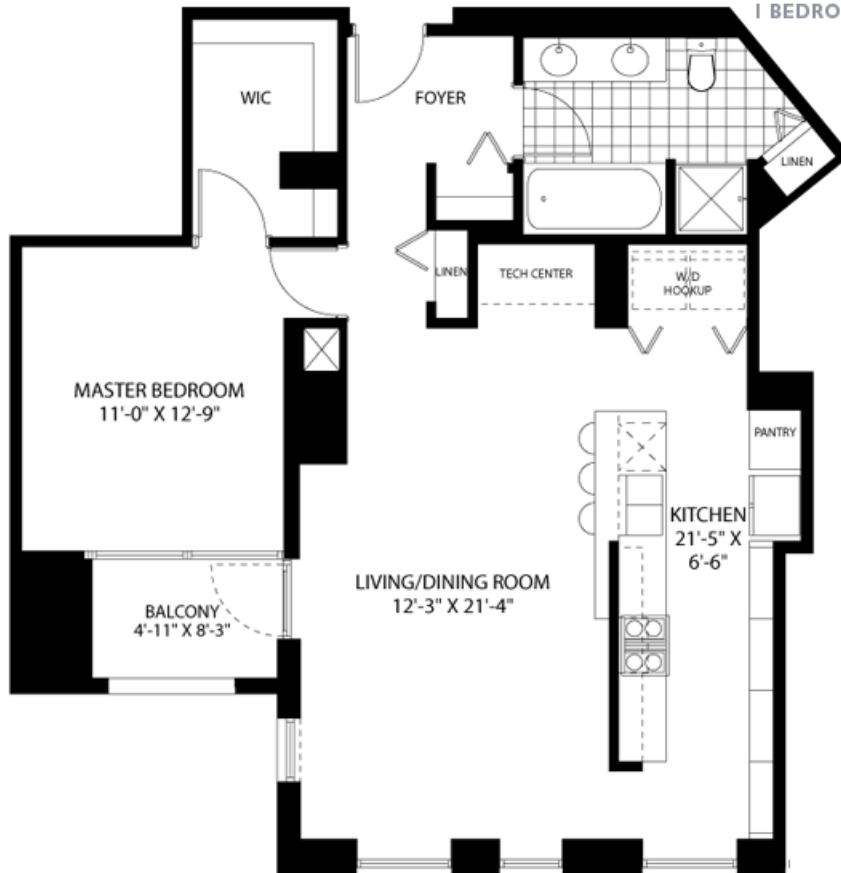 1 BEDRO
WIC
FOYER
LINEN
LINEN
TECH CENTER
W/D
HOOKUP
MASTER BEDROOM
11'-0" X 12'-9"
PANTRY
KITCHEN
21'-5" X
6'-6"
LIVING/DINING ROOM
12'-3" X 21'-4"
BALCONY
4'-11" X 8'-3"